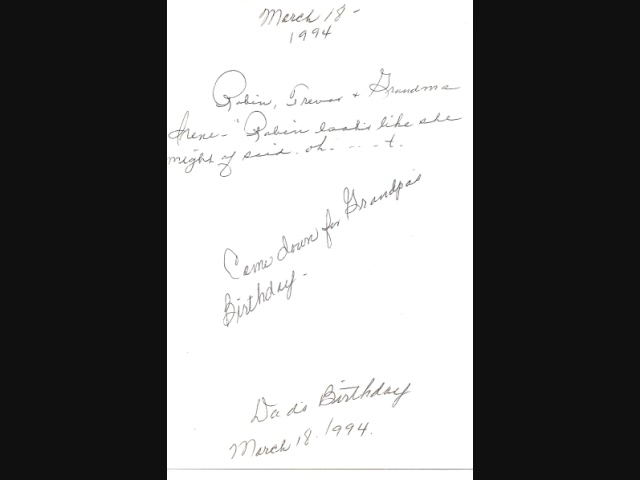 March 18-
1994
Robin, Trevor + Grandma
Irene - "Robin looks like she
might of said. oh. - - - t.
Came down for Grandpa's
Birthday -
Dad's Birthday
March 18. 1994.